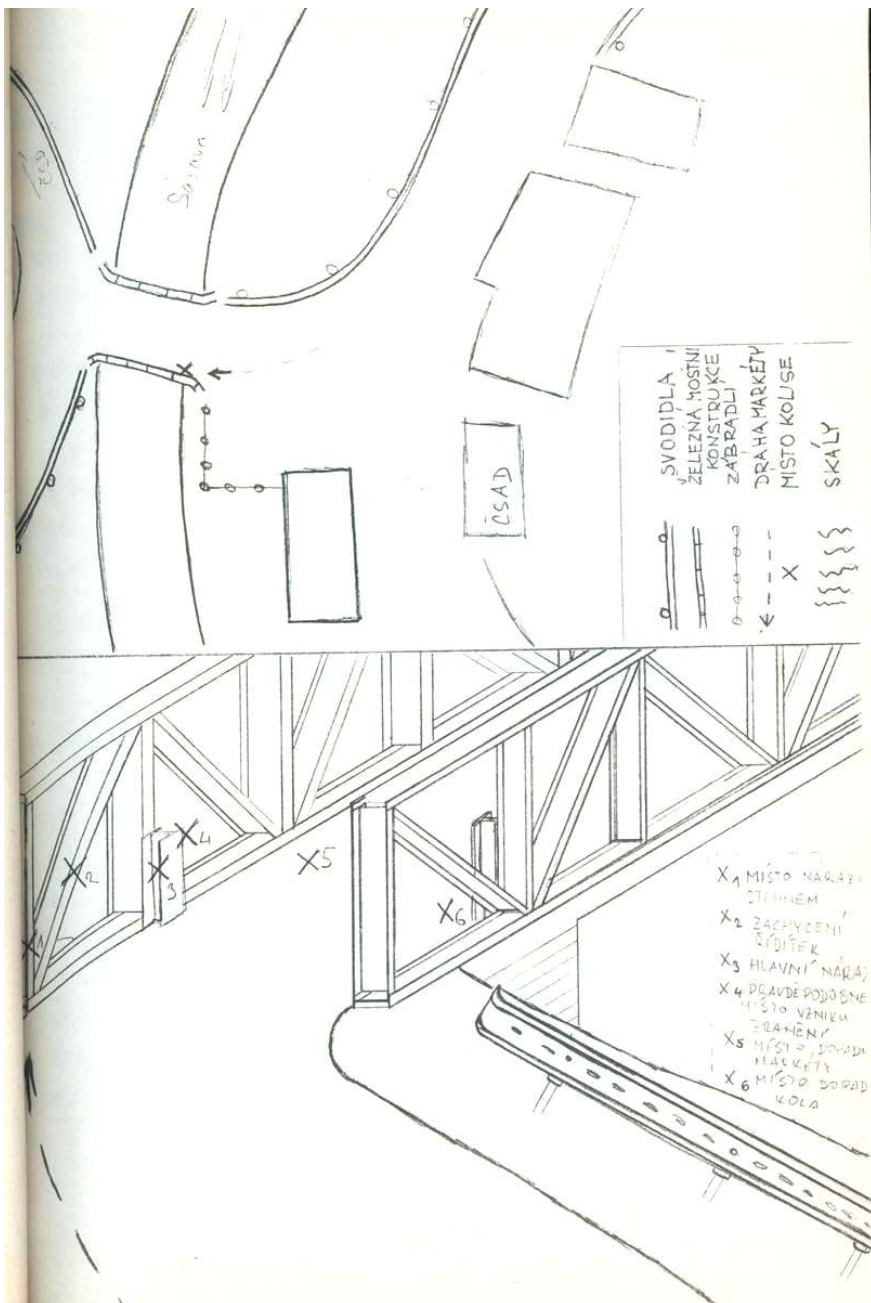 Sázava
ZEĎ
ČSAD
SVODIDLA
ŽELEZNÁ MOSTNÍ
KONSTRUKCE
ZÁBRADLÍ
DRÁHA MARKÉTY
MÍSTO KOLISE
SKÁLY
X
X1
X2
X3
X4
X5
X6
X1 MÍSTO NÁRAZU
STEHNEM
X2 ZACHYCENÍ
ŘIDÍTEK
X3 HLAVNÍ NÁRAZ
X4 PRAVDĚPODOBNÉ
MÍSTO VZNIKU
ZRANĚNÍ
X5 MÍSTO DOPADU
MARKÉTY
X6 MÍSTO DOPAD
KOLA